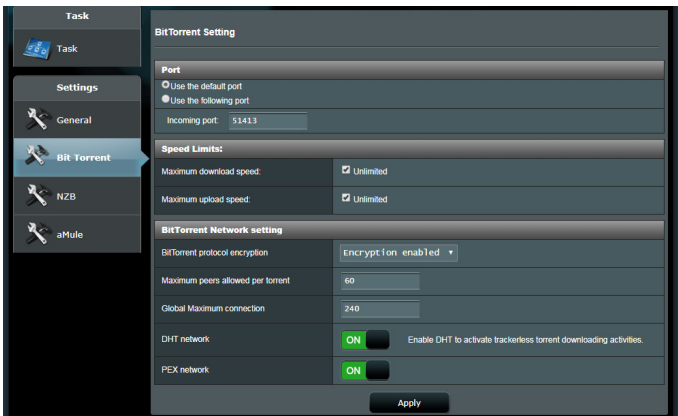 Task
Task
Settings
General
Bit Torrent
NZB
aMule
BitTorrent Setting
Port
Use the default port
Use the following port
Incoming port: 51413
Speed Limits:
Maximum download speed: Unlimited
Maximum upload speed: Unlimited
BitTorrent Network setting
BitTorrent protocol encryption Encryption enabled
Maximum peers allowed per torrent 60
Global Maximum connection 240
DHT network ON Enable DHT to activate trackerless torrent downloading activities.
PEX network ON
Apply